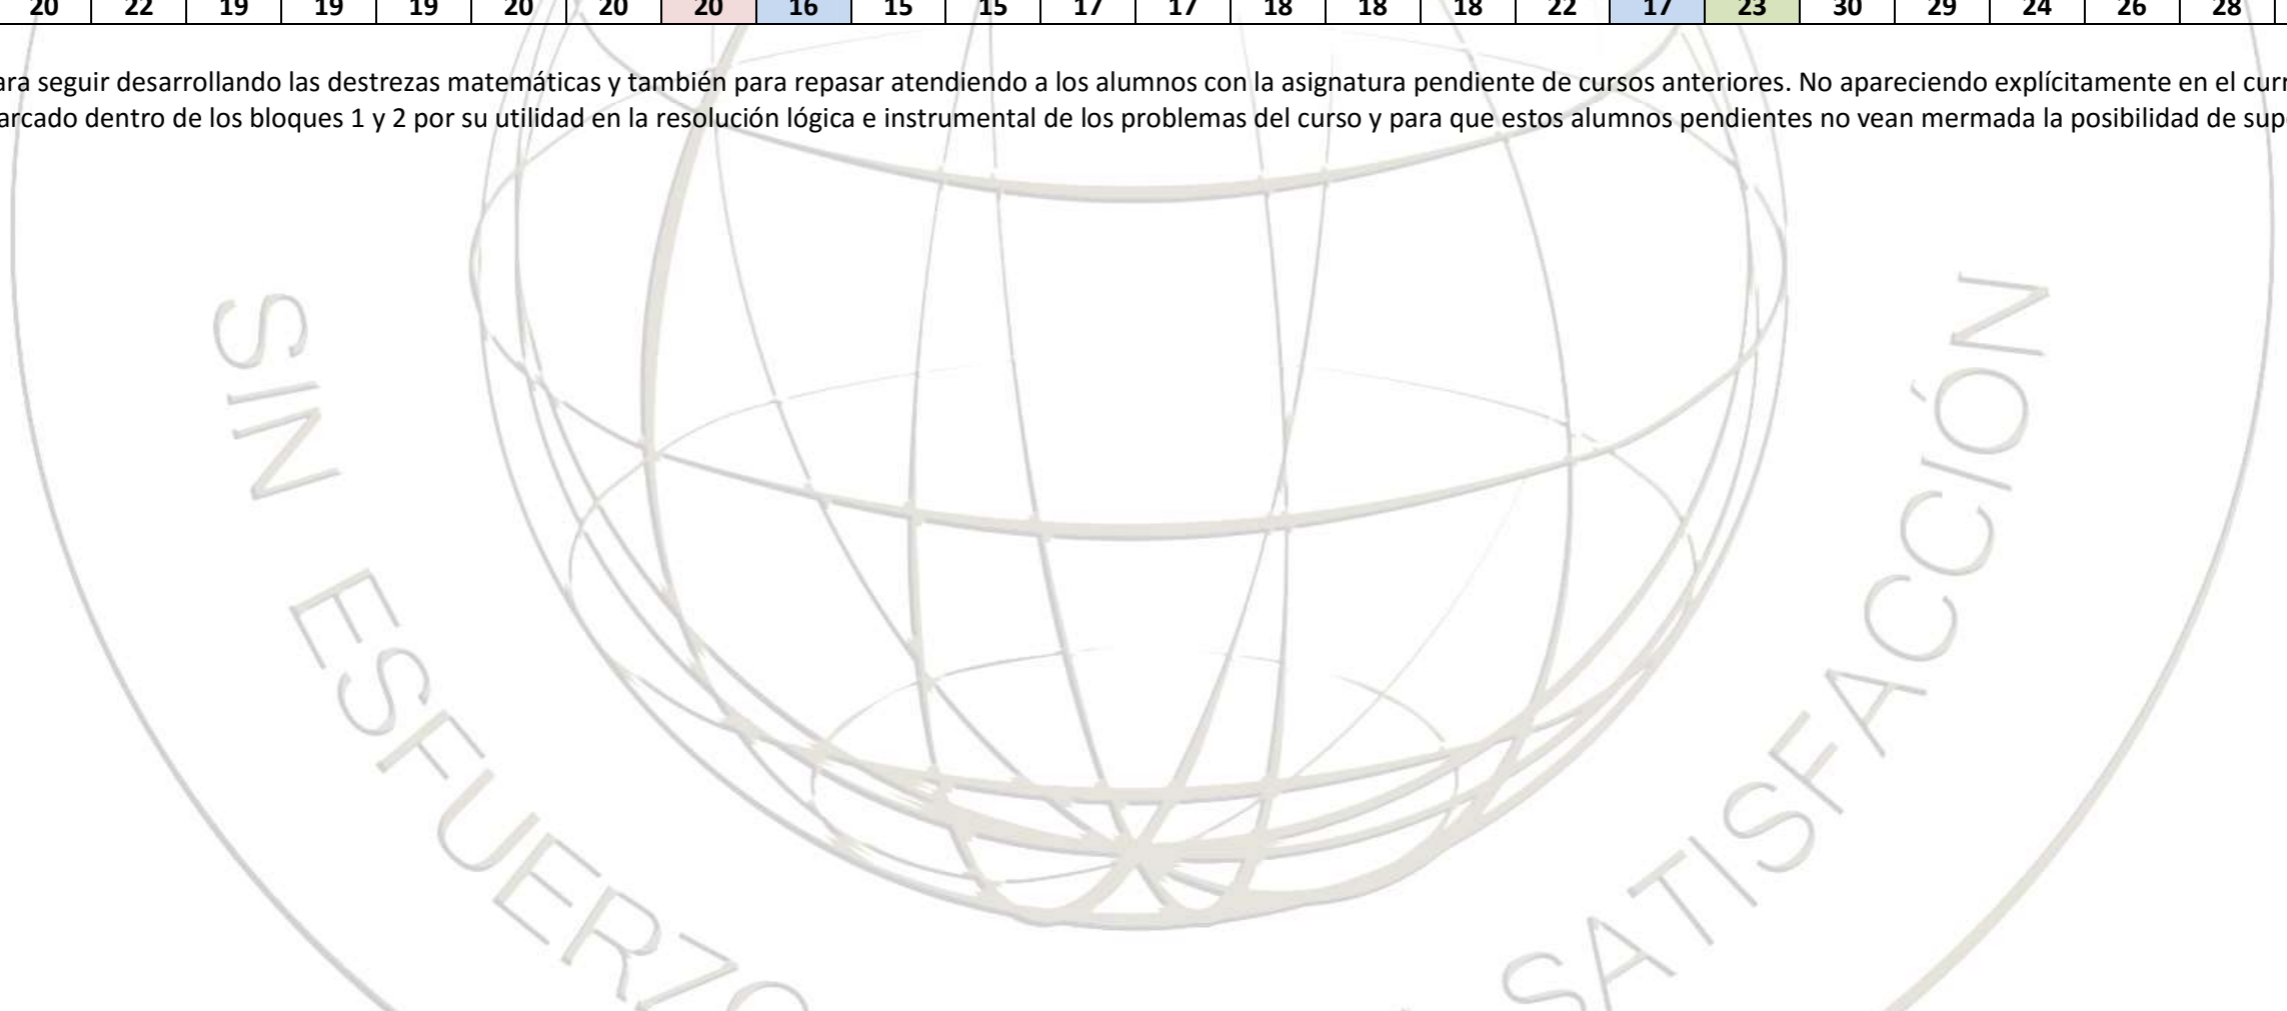 20 22 19 19 19 20 20 20 16 15 15 17 17 18 18 18 22 17 23 30 29 24 26 28
ara seguir desarrollando las destrezas matemáticas y también para repasar atendiendo a los alumnos con la asignatura pendiente de cursos anteriores. No apareciendo explícitamente en el curr
arcado dentro de los bloques 1 y 2 por su utilidad en la resolución lógica e instrumental de los problemas del curso y para que estos alumnos pendientes no vean mermada la posibilidad de sup
SIN ESFUERZO
SATISFACCIÓN